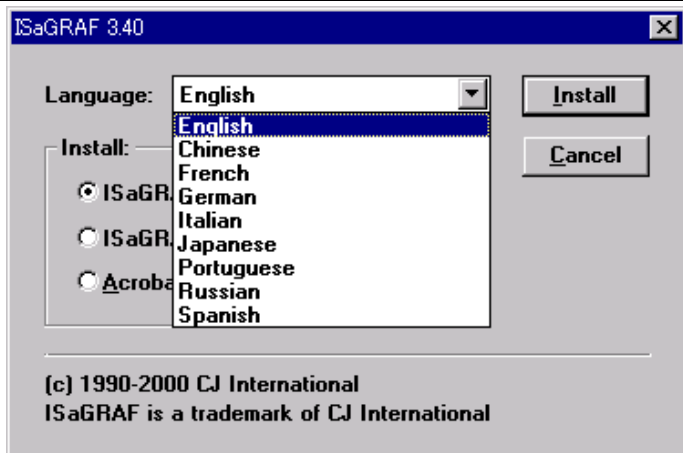 ISaGRAF 3.40
Language: English Install
English
Chinese
French
German
Italian
Japanese
Portuguese
Russian
Spanish
Install:
Cancel
(c) 1990-2000 CJ International
ISaGRAF is a trademark of CJ International